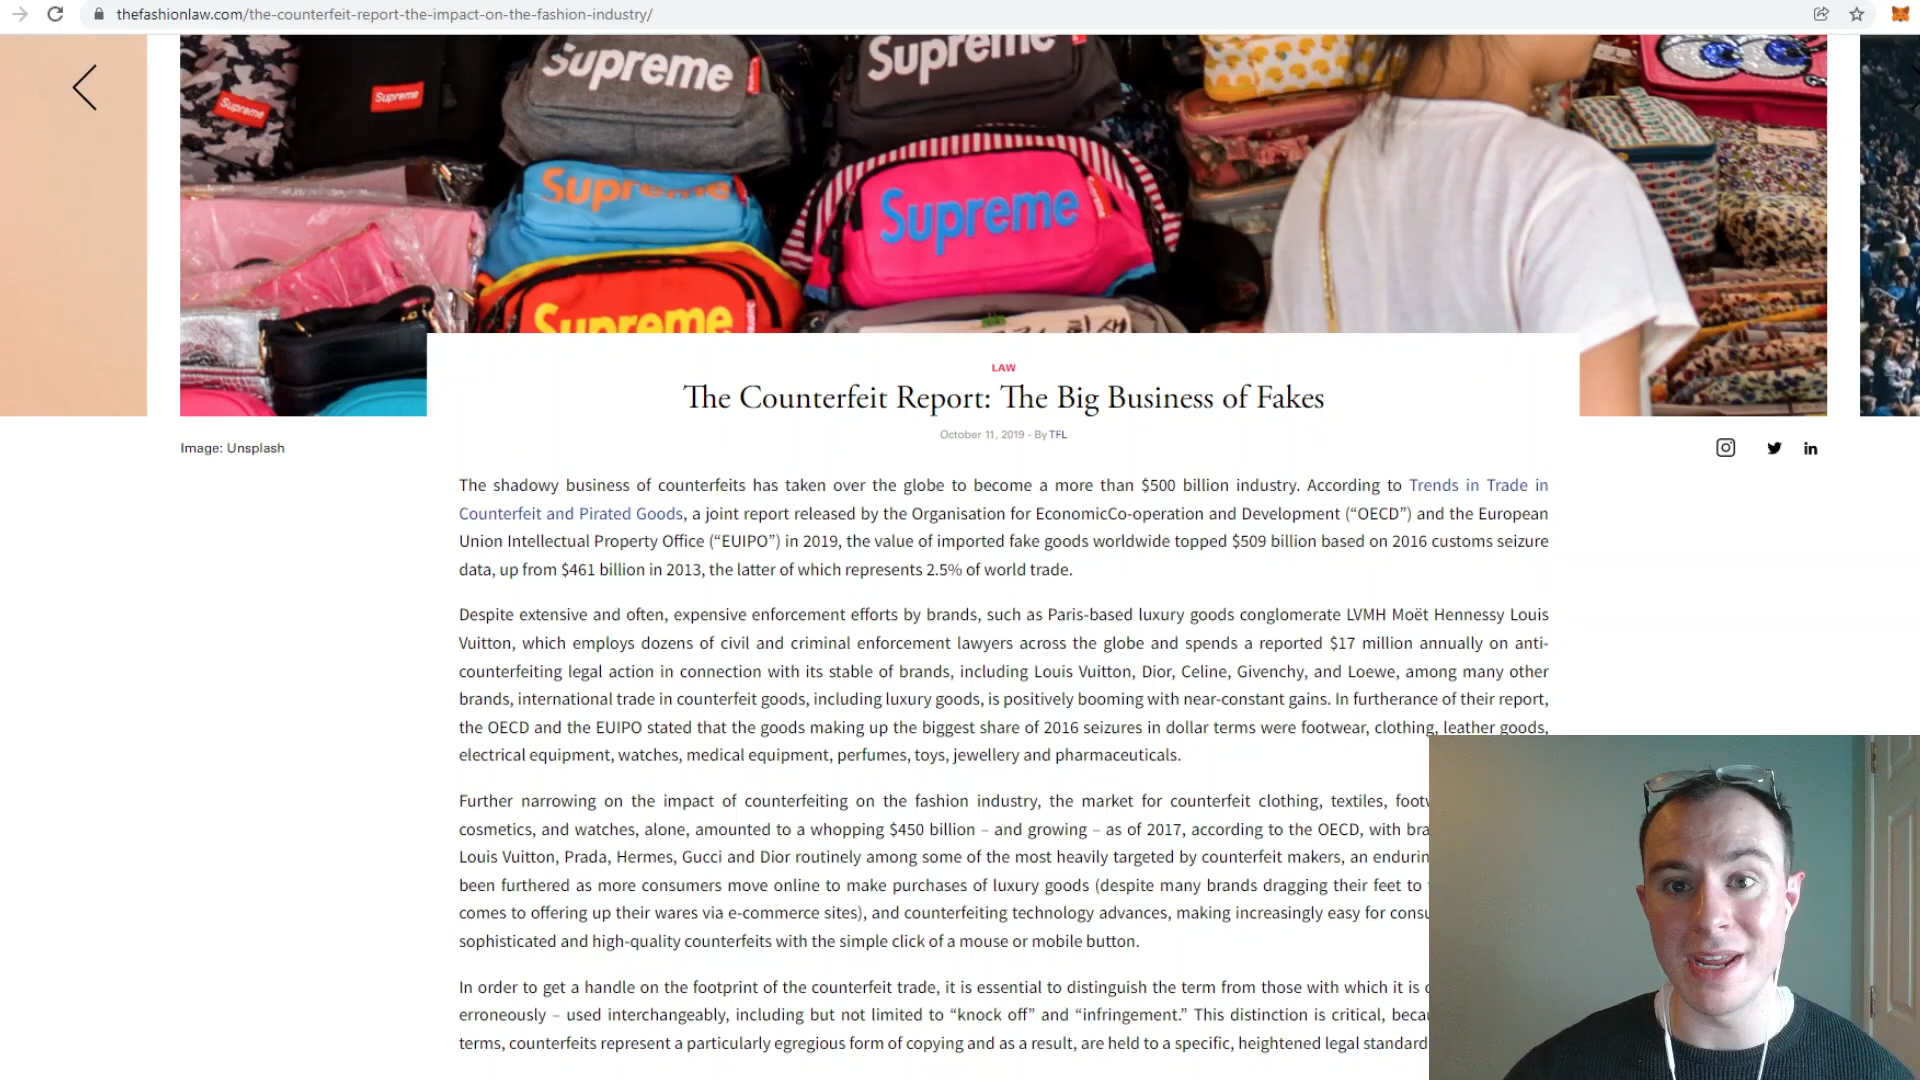 thefashionlaw.com/the-counterfeit-report-the-impact-on-the-fashion-industry/
Supreme
Supreme
Supreme
Supreme
Supreme
Supreme
Supreme
LAW
The Counterfeit Report: The Big Business of Fakes
October 11, 2019 - By TFL
Image: Unsplash
The shadowy business of counterfeits has taken over the globe to become a more than $500 billion industry. According to Trends in Trade in
Counterfeit and Pirated Goods, a joint report released by the Organisation for EconomicCo-operation and Development (“OECD”) and the European
Union Intellectual Property Office (“EUIPO”) in 2019, the value of imported fake goods worldwide topped $509 billion based on 2016 customs seizure
data, up from $461 billion in 2013, the latter of which represents 2.5% of world trade.
Despite extensive and often, expensive enforcement efforts by brands, such as Paris-based luxury goods conglomerate LVMH Moët Hennessy Louis
Vuitton, which employs dozens of civil and criminal enforcement lawyers across the globe and spends a reported $17 million annually on anti-
counterfeiting legal action in connection with its stable of brands, including Louis Vuitton, Dior, Celine, Givenchy, and Loewe, among many other
brands, international trade in counterfeit goods, including luxury goods, is positively booming with near-constant gains. In furtherance of their report,
the OECD and the EUIPO stated that the goods making up the biggest share of 2016 seizures in dollar terms were footwear, clothing, leather goods,
electrical equipment, watches, medical equipment, perfumes, toys, jewellery and pharmaceuticals.
Further narrowing on the impact of counterfeiting on the fashion industry, the market for counterfeit clothing, textiles,
cosmetics, and watches, alone, amounted to a whopping $450 billion – and growing – as of 2017, according to the OECD, with
Louis Vuitton, Prada, Hermes, Gucci and Dior routinely among some of the most heavily targeted by counterfeit makers, an
been furthered as more consumers move online to make purchases of luxury goods (despite many brands dragging their feet to
comes to offering up their wares via e-commerce sites), and counterfeiting technology advances, making increasingly easy for
sophisticated and high-quality counterfeits with the simple click of a mouse or mobile button.
In order to get a handle on the footprint of the counterfeit trade, it is essential to distinguish the term from those with which it is
erroneously – used interchangeably, including but not limited to “knock off” and “infringement.” This distinction is critical,
terms, counterfeits represent a particularly egregious form of copying and as a result, are held to a specific, heightened legal standard